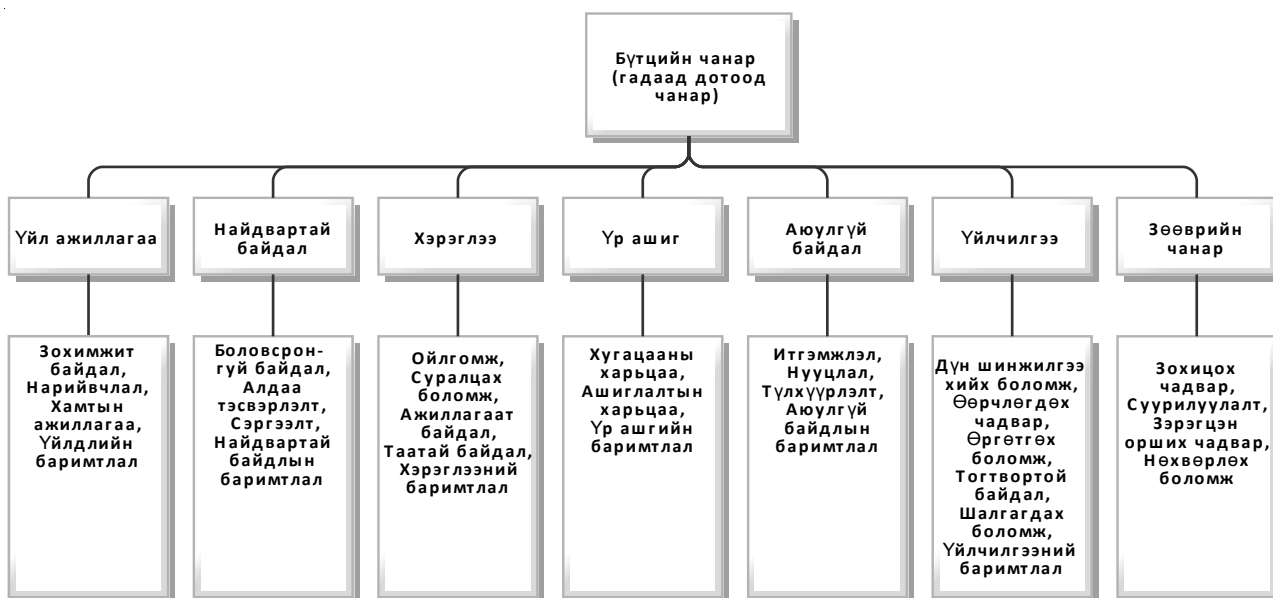 Бүтцийн чанар
(гадаад дотоод
чанар)
Үйл ажиллагаа
Найдвартай
байдал
Хэрэглээ
Үр ашиг
Аюулгүй
байдал
Үйлчилгээ
Зөөврийн
чанар
Зохимжит
байдал,
Нарийвчлал,
Хамтын
ажиллагаа,
Үйлдлийн
баримтлал
Боловсрон-
гуй байдал,
Алдаа
тэсвэрлэлт,
Сэргээлт,
Найдвартай
байдлын
баримтлал
Ойлгомж,
Суралцах
боломж,
Ажиллагаат
байдал,
Таатай байдал,
Хэрэглээний
баримтлал
Хугацааны
харьцаа,
Ашиглалтын
харьцаа,
Үр ашгийн
баримтлал
Итгэмжлэл,
Нууцлал,
Түлхүүрлэлт,
Аюулгүй
байдлын
баримтлал
Дүн шинжилгээ
хийх боломж,
Өөрчлөгдөх
чадвар,
Өргөтгөх
боломж,
Тогтвортой
байдал,
Шалгагдах
боломж,
Үйлчилгээний
баримтлал
Зохицох
чадвар,
Суурилуулалт,
Зэрэгцэн
орших чадвар,
Нөхвөрлөх
боломж